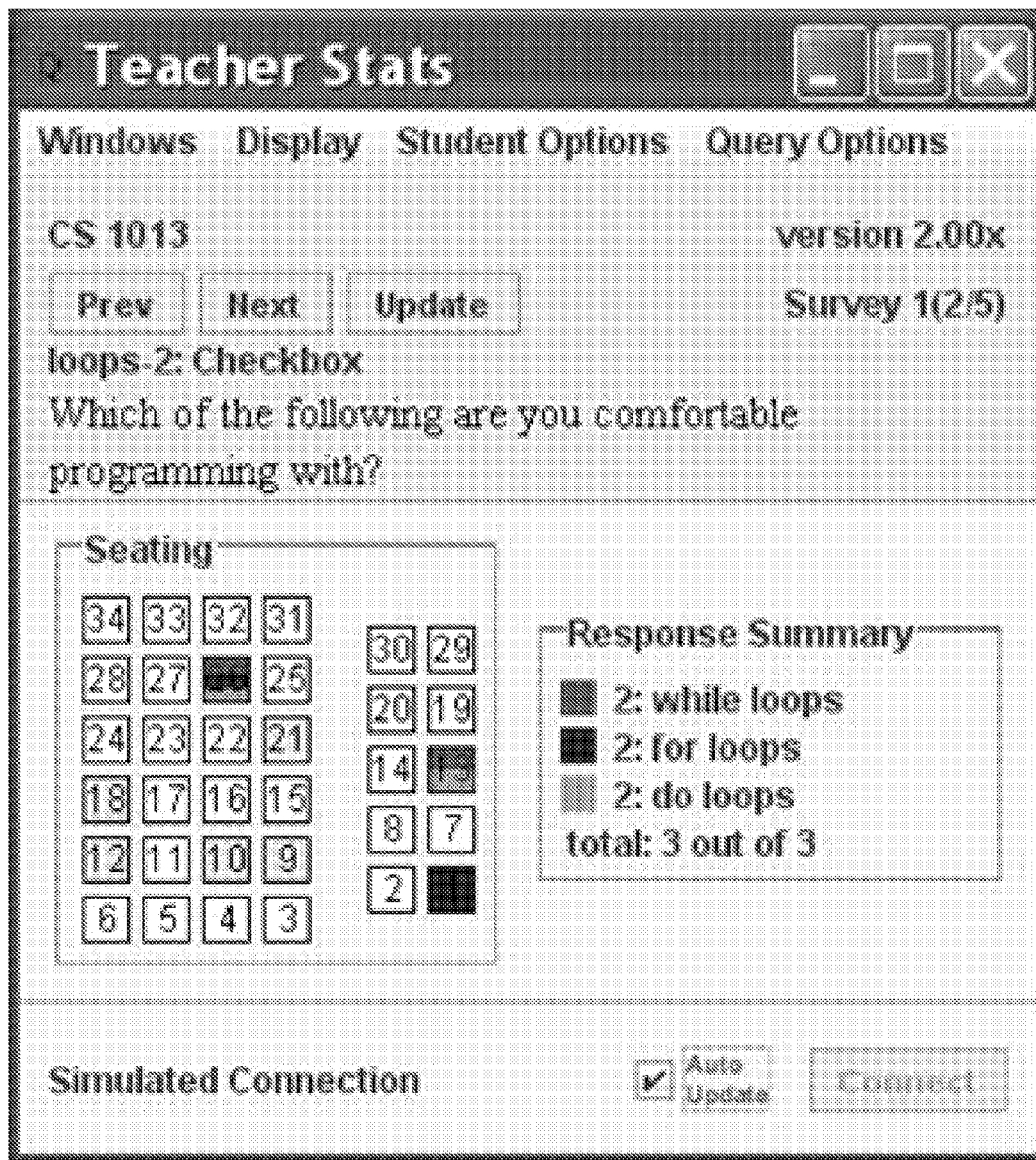 Teacher Stats
Windows Display Student Options Query Options
CS 1013 version 2.00x
Prev Next Update Survey 1(2/5)
loops-2: Checkbox
Which of the following are you comfortable
programming with?
Seating
34 33 32 31
30 29
28 27 25
20 19
24 23 22 21
14 13
18 17 16 15
8 7
12 11 10 9
2 1
6 5 4 3
Response Summary
2: while loops
2: for loops
2: do loops
total: 3 out of 3
Simulated Connection
Auto
Update
Connect